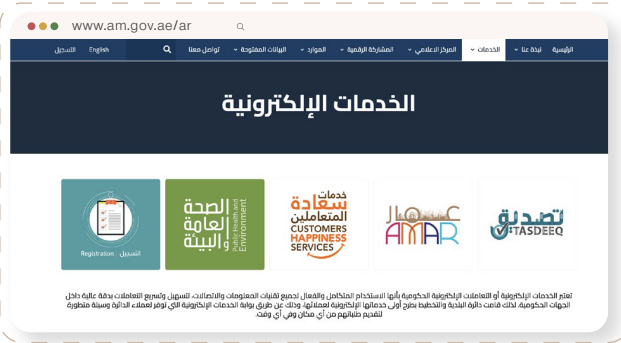 www.am.gov.ae/ar
الرئيسية نبذة عنا الخدمات المركز الاعلامي المشاركة الرقمية الموارد البيانات المفتوحة تواصل معنا English التسجيل
الخدمات الإلكترونية
تصديق
TASDEEQ
عمار
AMAR
خدمات
سعادة
المتعاملين
CUSTOMERS
HAPPINESS
SERVICES
الصحة
العامة
والبيئة
Public Health and
Environment
التسجيل Registration
تعتبر الخدمات الإلكترونية أو التعاملات الإلكترونية الحكومية بأنها الاستخدام المتكامل والفعال لجميع تقنيات المعلومات والاتصالات، لتسهيل وتسريع التعاملات بدقة عالية داخل
الجهات الحكومية، لذلك قامت دائرة البلدية والتخطيط بطرح أولى خدماتها الإلكترونية لعملائها، وذلك عن طريق بوابة الخدمات الإلكترونية التي توفر لعملاء الدائرة وسيلة متطورة
لتقديم طلباتهم من أي مكان وفي أي وقت.